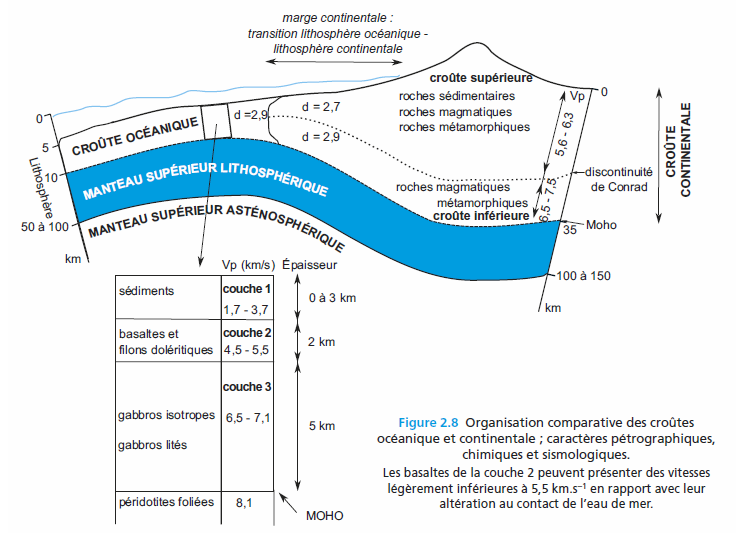 marge continentale :
transition lithosphère océanique -
lithosphère continentale
croûte supérieure
roches sédimentaires
roches magmatiques
roches métamorphiques
Vp
0
5,6 - 6,3
d = 2,9
d = 2,7
d = 2,9
0
5
10
50 à 100
km
Lithosphère
CROÛTE OCÉANIQUE
MANTEAU SUPÉRIEUR LITHOSPHÉRIQUE
MANTEAU SUPÉRIEUR ASTÉNOSPHÉRIQUE
roches magmatiques
métamorphiques
croûte inférieure
6,5 - 7,5
discontinuité
de Conrad
CROÛTE
CONTINENTALE
35
Moho
100 à 150
km
Vp (km/s) Épaisseur
sédiments
couche 1
1,7 - 3,7
0 à 3 km
basaltes et
filons doléritiques
couche 2
4,5 - 5,5
2 km
couche 3
gabbros isotropes
6,5 - 7,1
5 km
gabbros lités
péridotites foliées
8,1
MOHO
Figure 2.8 Organisation comparative des croûtes
océanique et continentale ; caractères pétrographiques,
chimiques et sismologiques.
Les basaltes de la couche 2 peuvent présenter des vitesses
légèrement inférieures à 5,5 km.s⁻¹ en rapport avec leur
altération au contact de l'eau de mer.